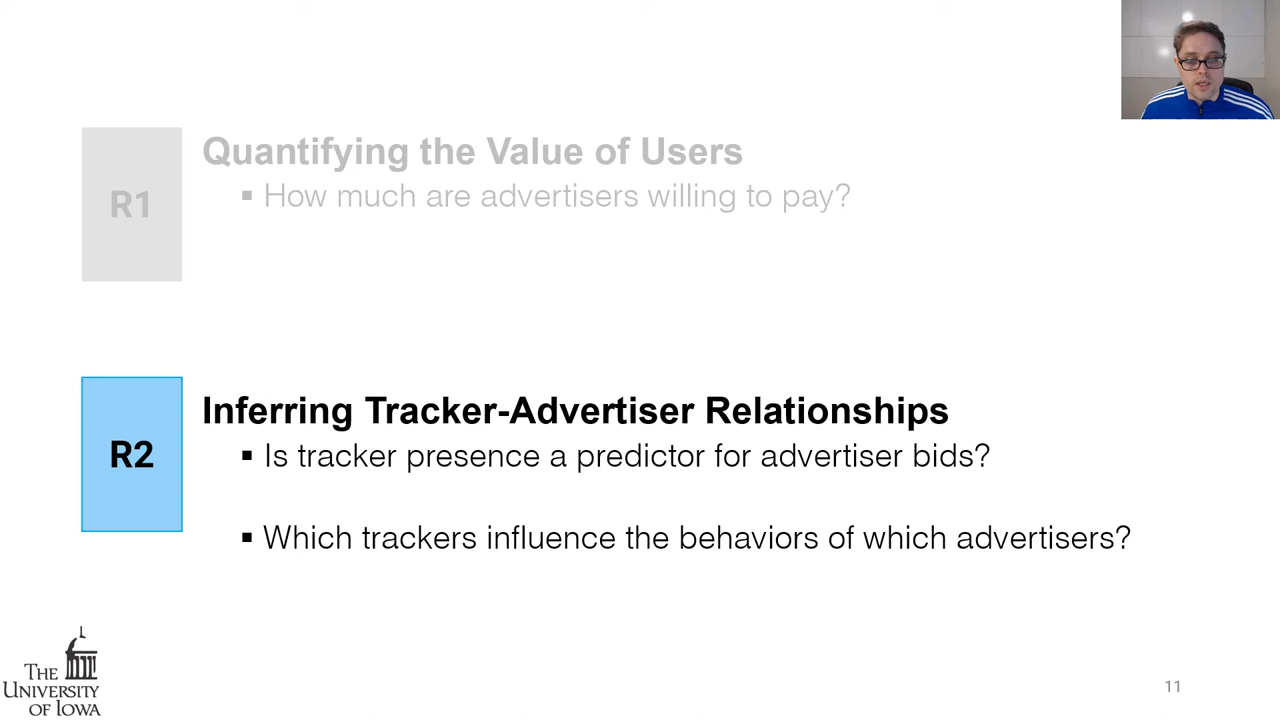 Quantifying the Value of Users
▪ How much are advertisers willing to pay?
R1
Inferring Tracker-Advertiser Relationships
▪ Is tracker presence a predictor for advertiser bids?
R2
▪ Which trackers influence the behaviors of which advertisers?
THE
UNIVERSITY
OF IOWA
11